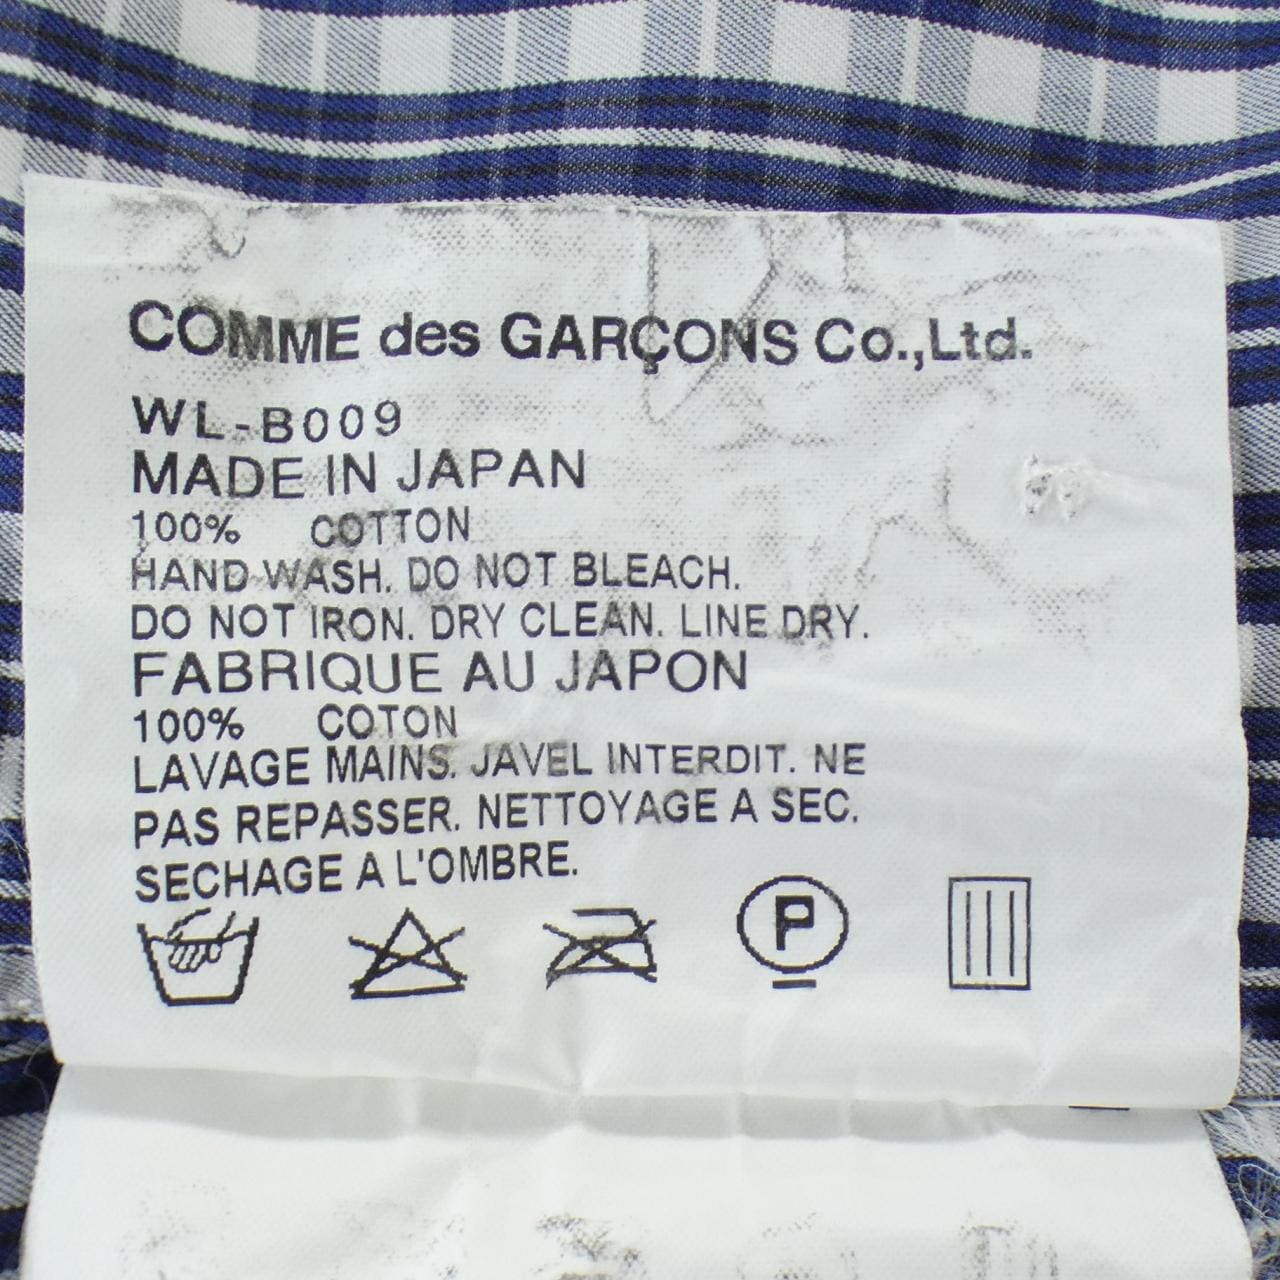 COMME des GARÇONS Co.,Ltd.
WL-B009
MADE IN JAPAN
100% COTTON
HAND WASH. DO NOT BLEACH.
DO NOT IRON. DRY CLEAN. LINE DRY.
FABRIQUE AU JAPON
100% COTON
LAVAGE MAINS. JAVEL INTERDIT. NE
PAS REPASSER. NETTOYAGE A SEC.
SECHAGE A L'OMBRE.
P